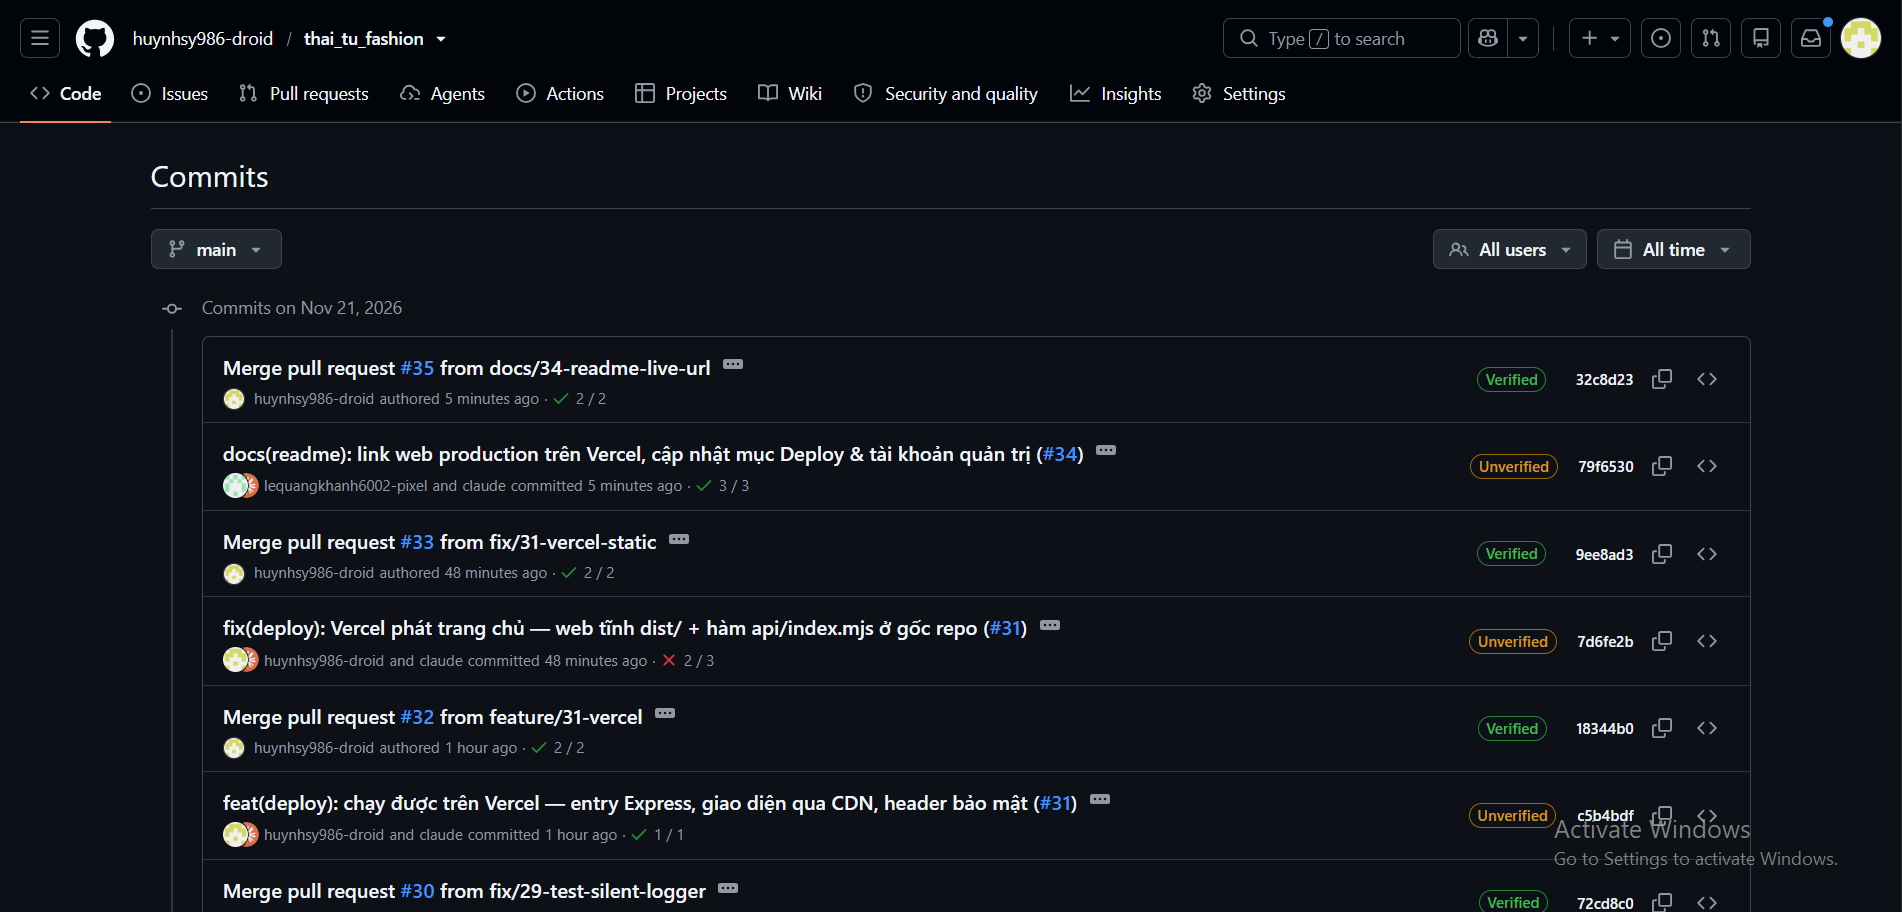 huynhsy986-droid / thai_tu_fashion
Type / to search
Code Issues Pull requests Agents Actions Projects Wiki Security and quality Insights Settings
Commits
main
All users
All time
Commits on Nov 21, 2026
Merge pull request #35 from docs/34-readme-live-url
Verified 32c8d23
huynhsy986-droid authored 5 minutes ago · 2 / 2
docs(readme): link web production trên Vercel, cập nhật mục Deploy & tài khoản quản trị (#34)
Unverified 79f6530
lequangkhanh6002-pixel and claude committed 5 minutes ago · 3 / 3
Merge pull request #33 from fix/31-vercel-static
Verified 9ee8ad3
huynhsy986-droid authored 48 minutes ago · 2 / 2
fix(deploy): Vercel phát trang chủ — web tĩnh dist/ + hàm api/index.mjs ở gốc repo (#31)
Unverified 7d6fe2b
huynhsy986-droid and claude committed 48 minutes ago · 2 / 3
Merge pull request #32 from feature/31-vercel
Verified 18344b0
huynhsy986-droid authored 1 hour ago · 2 / 2
feat(deploy): chạy được trên Vercel — entry Express, giao diện qua CDN, header bảo mật (#31)
Unverified c5b4bdf
huynhsy986-droid and claude committed 1 hour ago · 1 / 1
Activate Windows
Go to Settings to activate Windows.
Merge pull request #30 from fix/29-test-silent-logger
Verified 72cd8c0